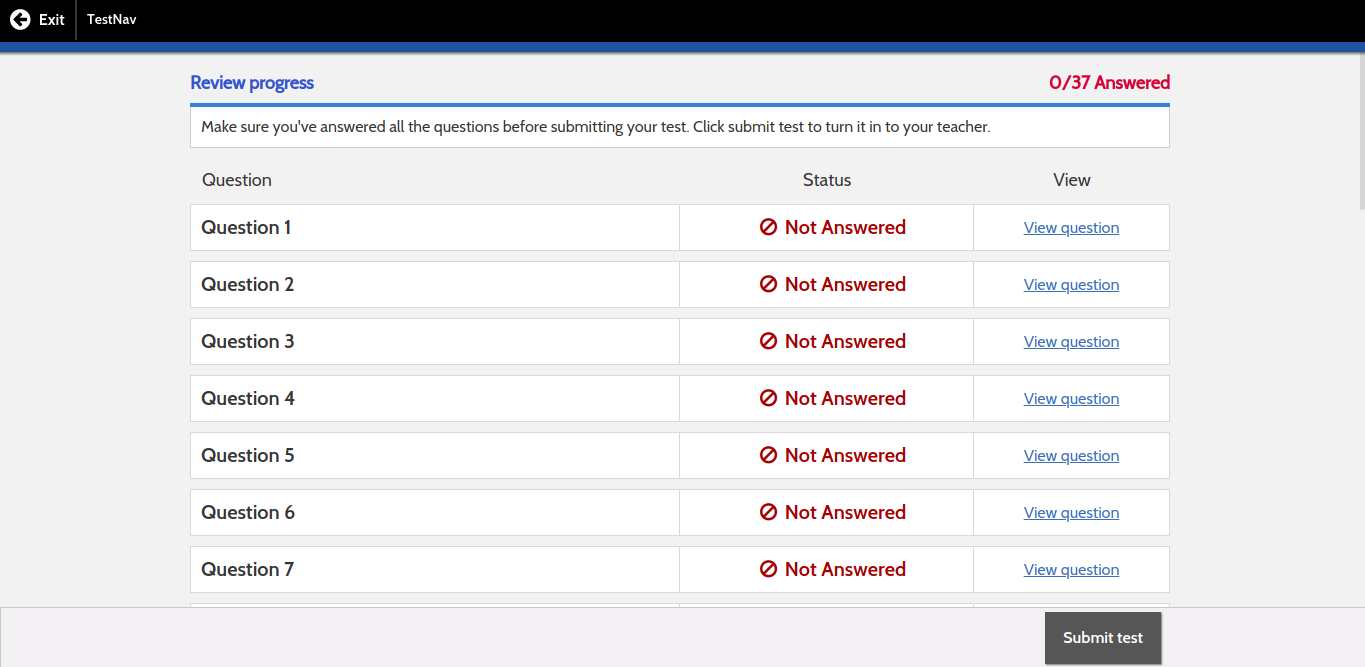 Exit TestNav
Review progress 0/37 Answered
Make sure you've answered all the questions before submitting your test. Click submit test to turn it in to your teacher.
Question Status View
Question 1 Not Answered View question
Question 2 Not Answered View question
Question 3 Not Answered View question
Question 4 Not Answered View question
Question 5 Not Answered View question
Question 6 Not Answered View question
Question 7 Not Answered View question
Submit test